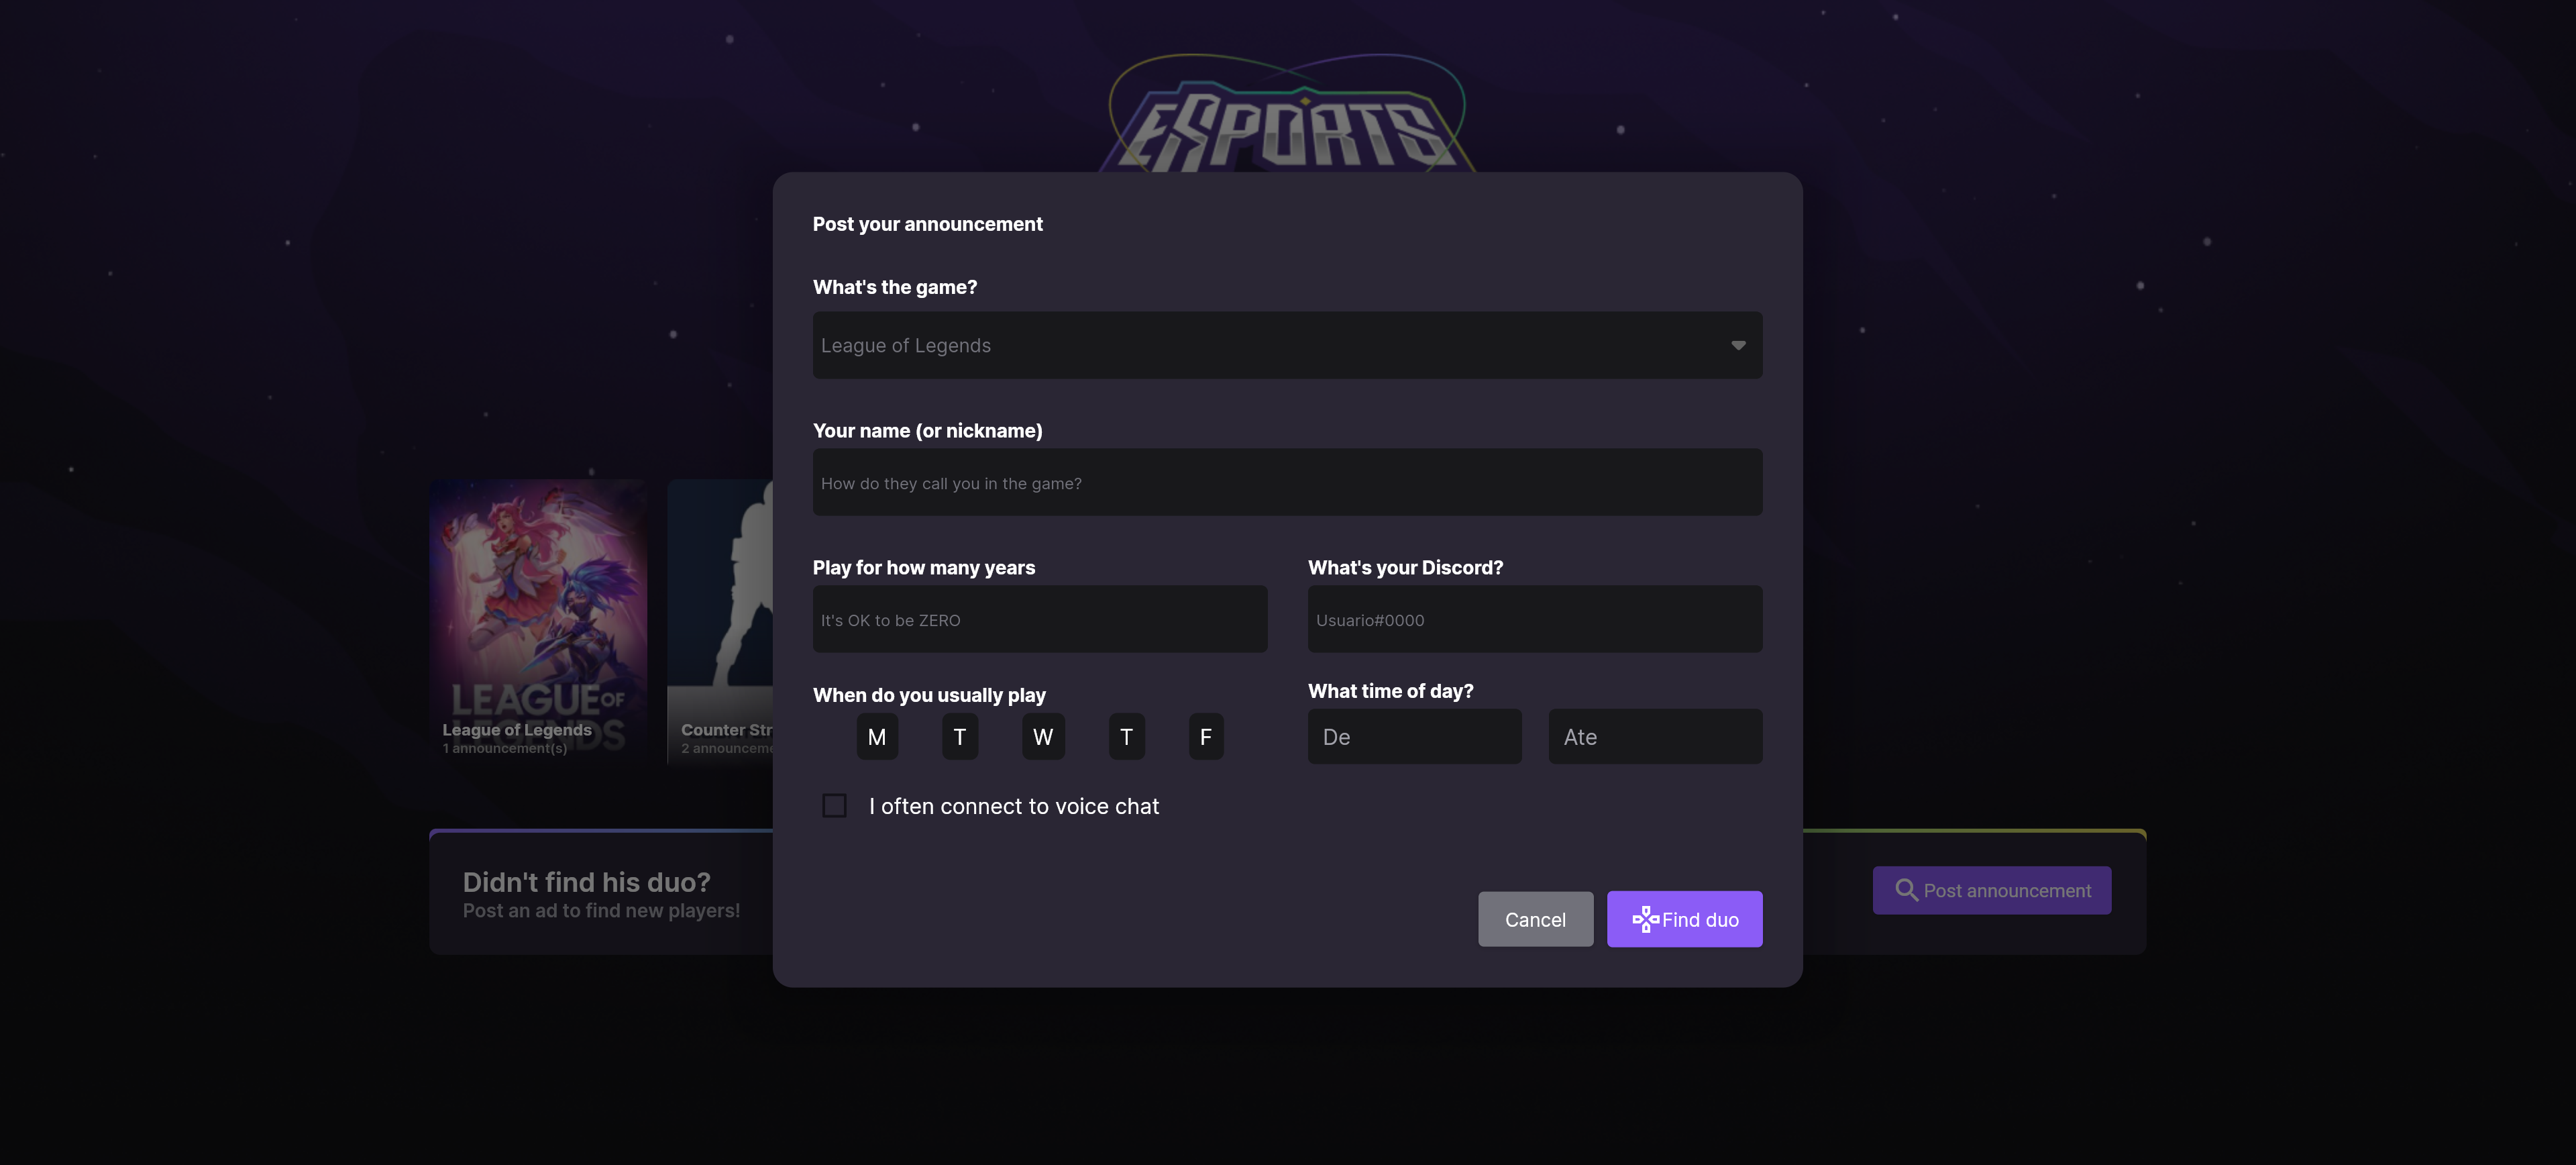 ESPORTS
Post your announcement
What's the game?
League of Legends
Your name (or nickname)
How do they call you in the game?
Play for how many years
What's your Discord?
It's OK to be ZERO
Usuario#0000
When do you usually play
What time of day?
M T W T F
De
Ate
I often connect to voice chat
Cancel
Find duo
LEAGUE OF
LEGENDS
League of Legends
1 announcement(s)
Counter Str
2 announceme
Didn't find his duo?
Post an ad to find new players!
Post announcement